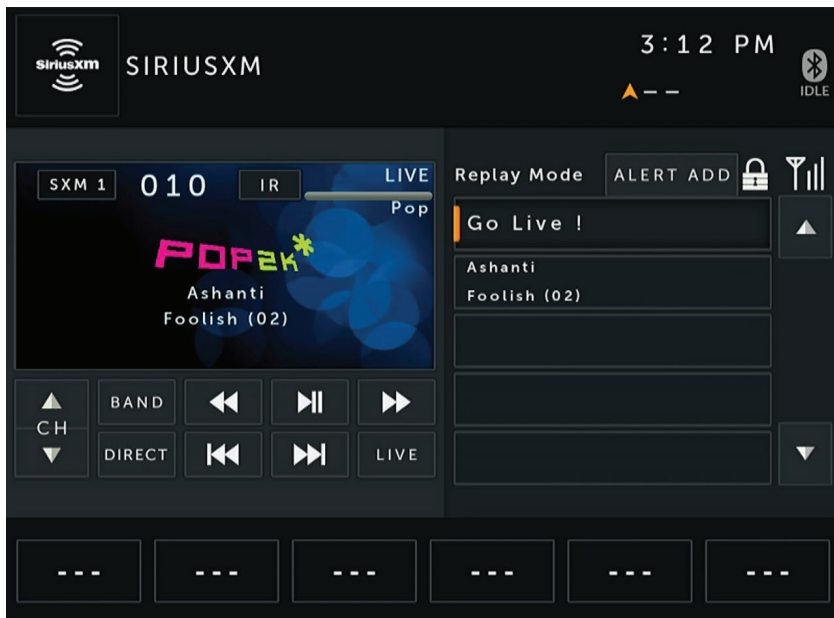 siriusxm
SIRIUSXM
3:12 PM
--
IDLE
SXM 1
010
IR
LIVE
Pop
POP2K*
Ashanti
Foolish (02)
Replay Mode
ALERT ADD
Go Live !
Ashanti
Foolish (02)
CH
BAND
DIRECT
LIVE
--- --- --- --- --- ---